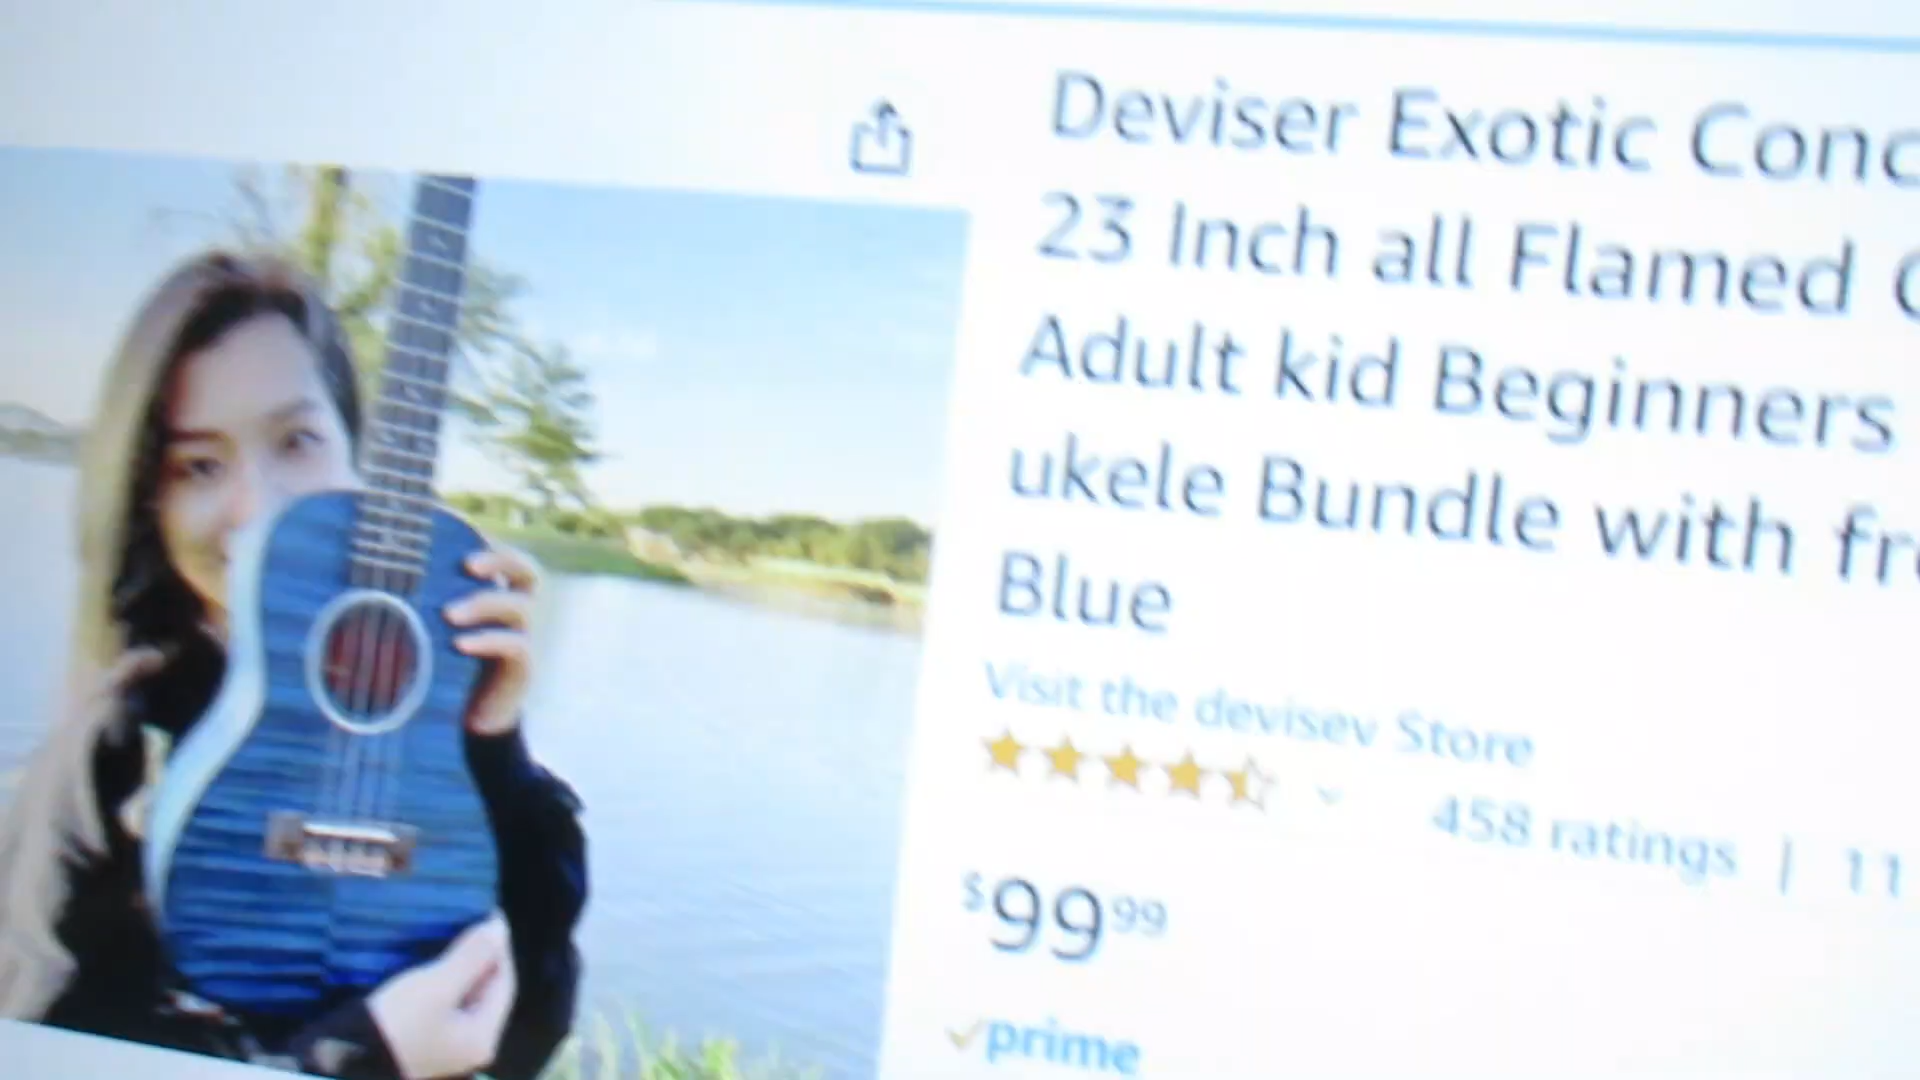 Deviser Exotic Conc
23 Inch all Flamed
Adult kid Beginners
ukele Bundle with fr
Blue
Visit the devisev Store
458 ratings | 11
$99 99
prime